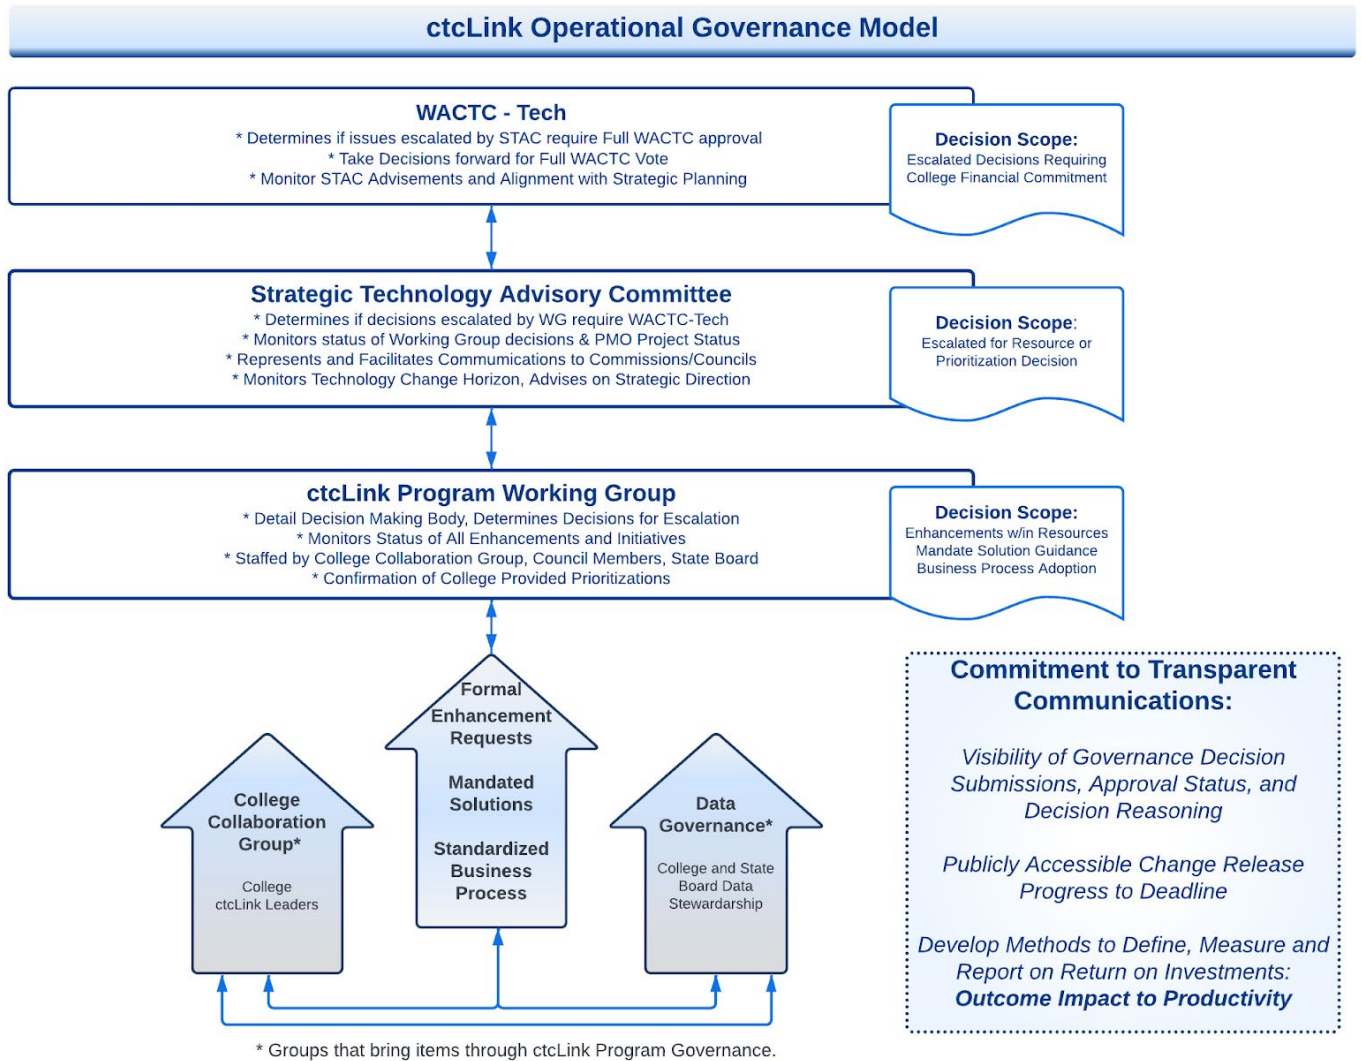 ctcLink Operational Governance Model
WACTC - Tech
* Determines if issues escalated by STAC require Full WACTC approval
* Take Decisions forward for Full WACTC Vote
* Monitor STAC Advisements and Alignment with Strategic Planning
Decision Scope:
Escalated Decisions Requiring
College Financial Commitment
Strategic Technology Advisory Committee
* Determines if decisions escalated by WG require WACTC-Tech
* Monitors status of Working Group decisions & PMO Project Status
* Represents and Facilitates Commumications to Commissions/Councils
* Monitors Technology Change Horizon, Advises on Strategic Direction
Decision Scope:
Escalated for Resource or
Prioritization Decision
ctcLink Program Working Group
* Detail Decision Making Body, Determines Decisions for Escalation
* Monitors Status of All Enhancements and Initiatives
* Staffed by College Collaboration Group, Council Members, State Board
* Confirmation of College Provided Prioritizations
Decision Scope:
Enhancements w/in Resources
Mandate Solution Guidance
Business Process Adoption
Formal
Enhancement
Requests
Mandated
Solutions
Standardized
Business
Process
College
Collaboration
Group*
College
ctcLink Leaders
Data
Governance*
College and State
Board Data
Stewardarship
Commitment to Transparent
Communications:
Visibility of Governance Decision
Submissions, Approval Status, and
Decision Reasoning
Publicly Accessible Change Release
Progress to Deadline
Develop Methods to Define, Measure and
Report on Return on Investments:
Outcome Impact to Productivity
* Groups that bring items through ctcLink Program Governance.